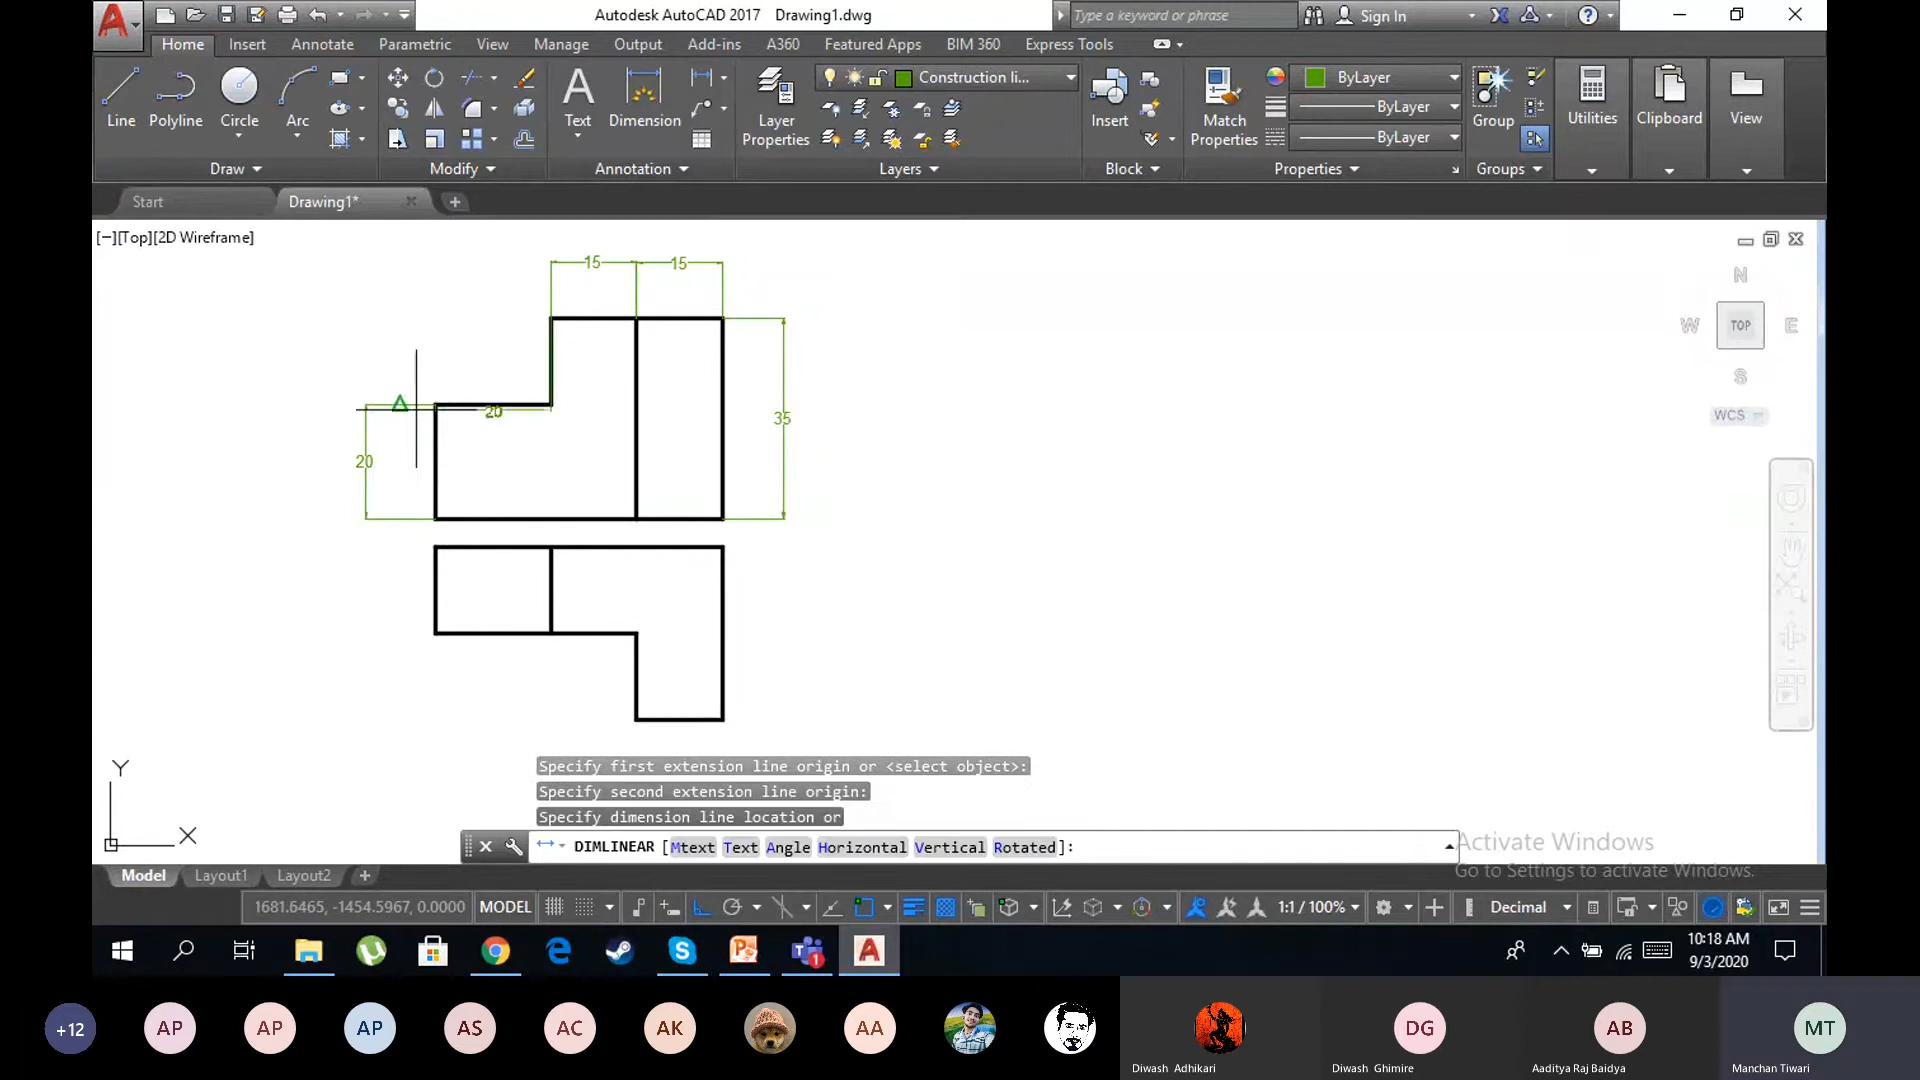 Autodesk AutoCAD 2017 Drawing1.dwg
Type a keyword or phrase
Sign In
Home Insert Annotate Parametric View Manage Output Add-ins A360 Featured Apps BIM 360 Express Tools
Line Polyline Circle Arc
Text Dimension
Layer Properties
Construction li...
Insert
Match Properties
ByLayer
ByLayer
ByLayer
Group
Utilities
Clipboard
View
Draw Modify Annotation Layers Block Properties Groups
Start Drawing1*
[−][Top][2D Wireframe]
N
W TOP E
S
WCS
15 15
20
35
20
Y
X
Specify first extension line origin or <select object>:
Specify second extension line origin:
Specify dimension line location or
DIMLINEAR [Mtext Text Angle Horizontal Vertical Rotated]:
Activate Windows
Go to Settings to activate Windows.
Model Layout1 Layout2
1681.6465, -1454.5967, 0.0000 MODEL 1:1 / 100% Decimal
1
10:18 AM
9/3/2020
+12 AP AP AP AS AC AK AA DG AB MT
Diwash Adhikari Diwash Ghimire Aaditya Raj Baidya Manchan Tiwari